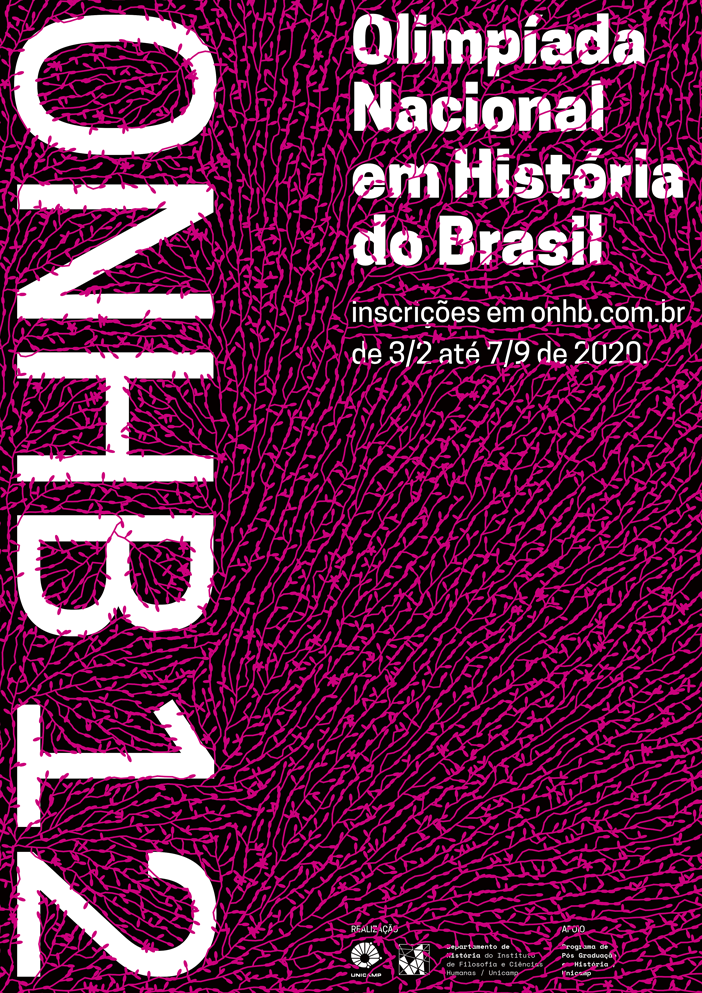 ONHB 12
Olimpíada
Nacional
em História
do Brasil
inscrições em onhb.com.br
de 3/2 até 7/9 de 2020.
REALIZAÇÃO
UNICAMP
Departamento de
História do Instituto
de Filosofia e Ciências
Humanas / Unicamp
APOIO
Programa de
Pós Graduação
em História
Unicamp